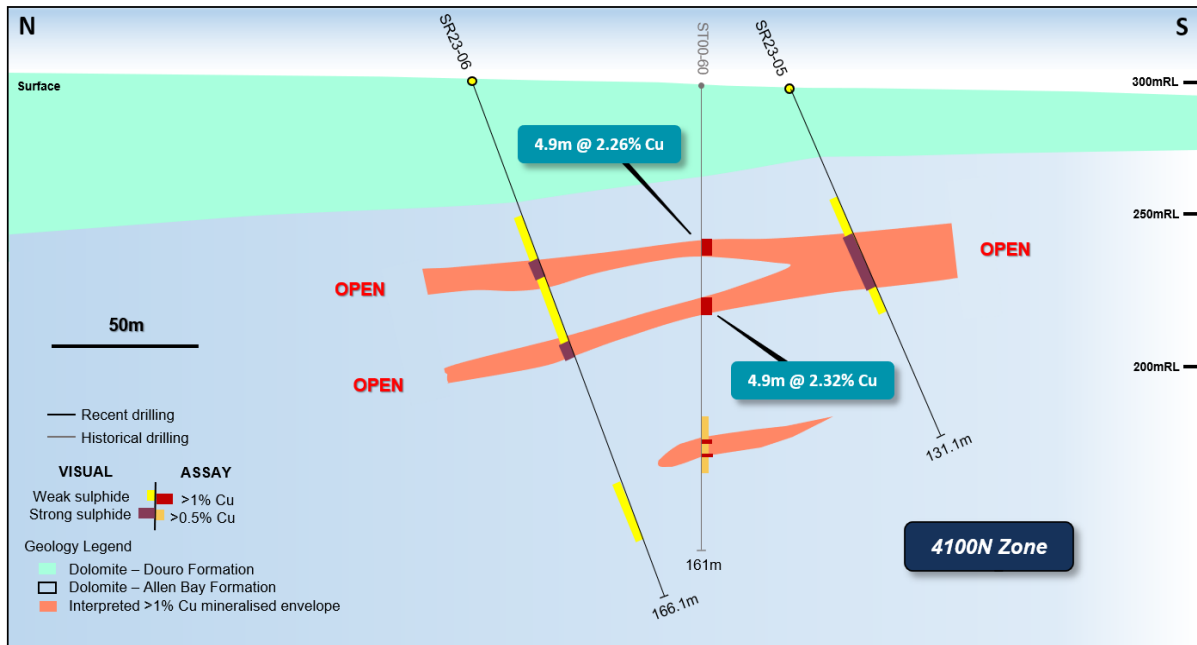 N
S
SR23-06
ST00-60
SR23-05
Surface
300mRL
4.9m @ 2.26% Cu
250mRL
OPEN
OPEN
50m
200mRL
OPEN
4.9m @ 2.32% Cu
Recent drilling
Historical drilling
131.1m
VISUAL ASSAY
Weak sulphide >1% Cu
Strong sulphide >0.5% Cu
4100N Zone
Geology Legend
161m
Dolomite – Douro Formation
Dolomite – Allen Bay Formation
166.1m
Interpreted >1% Cu mineralised envelope